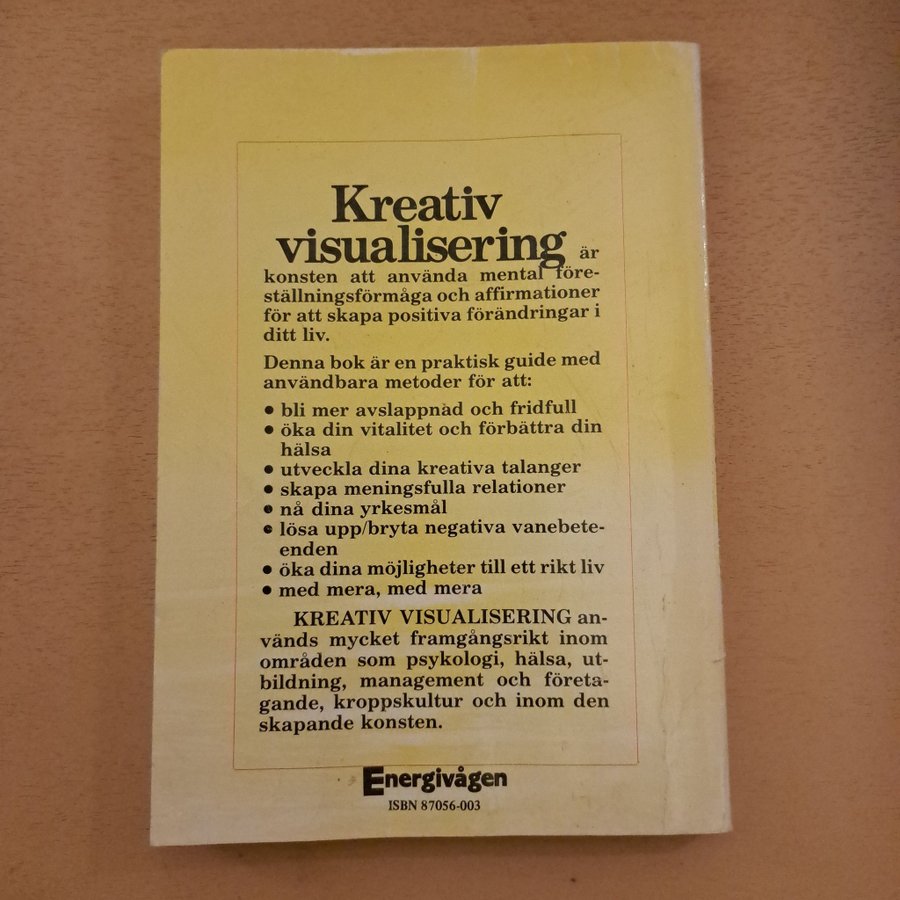 Kreativ
visualisering är
konsten att använda mental före-
ställningsförmåga och affirmationer
för att skapa positiva förändringar i
ditt liv.
Denna bok är en praktisk guide med
användbara metoder för att:
• bli mer avslappnad och fridfull
• öka din vitalitet och förbättra din
hälsa
• utveckla dina kreativa talanger
• skapa meningsfulla relationer
• nå dina yrkesmål
• lösa upp/bryta negativa vanebete-
enden
• öka dina möjligheter till ett rikt liv
• med mera, med mera
KREATIV VISUALISERING an-
vänds mycket framgångsrikt inom
områden som psykologi, hälsa, ut-
bildning, management och företa-
gande, kroppskultur och inom den
skapande konsten.
Energivågen
ISBN 87056-003